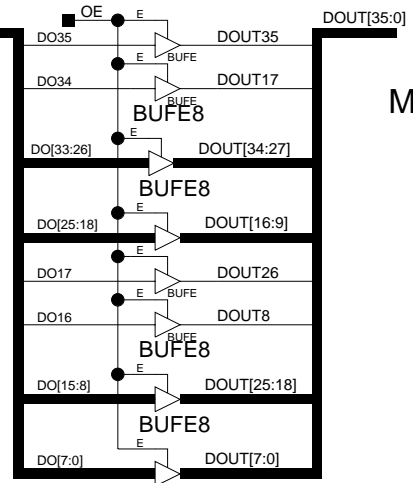 OE E DOUT[35:0]
DO35 BUFE DOUT35
E
DO34 BUFE DOUT17
M
BUFE8
E
DO[33:26] DOUT[34:27]
BUFE8
E
DO[25:18] DOUT[16:9]
E
DO17 BUFE DOUT26
E
DO16 BUFE DOUT8
BUFE8
E
DO[15:8] DOUT[25:18]
BUFE8
E
DO[7:0] DOUT[7:0]